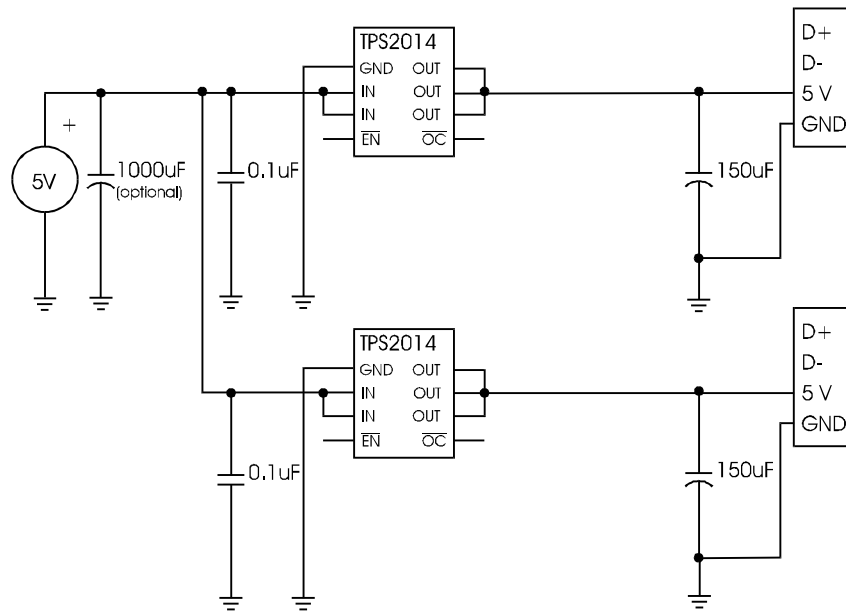 TPS2014
GND OUT
IN OUT
IN OUT
EN OC
D+
D-
5 V
GND
+
5V
1000uF
(optional)
0.1uF
150uF
TPS2014
GND OUT
IN OUT
IN OUT
EN OC
D+
D-
5 V
GND
0.1uF
150uF